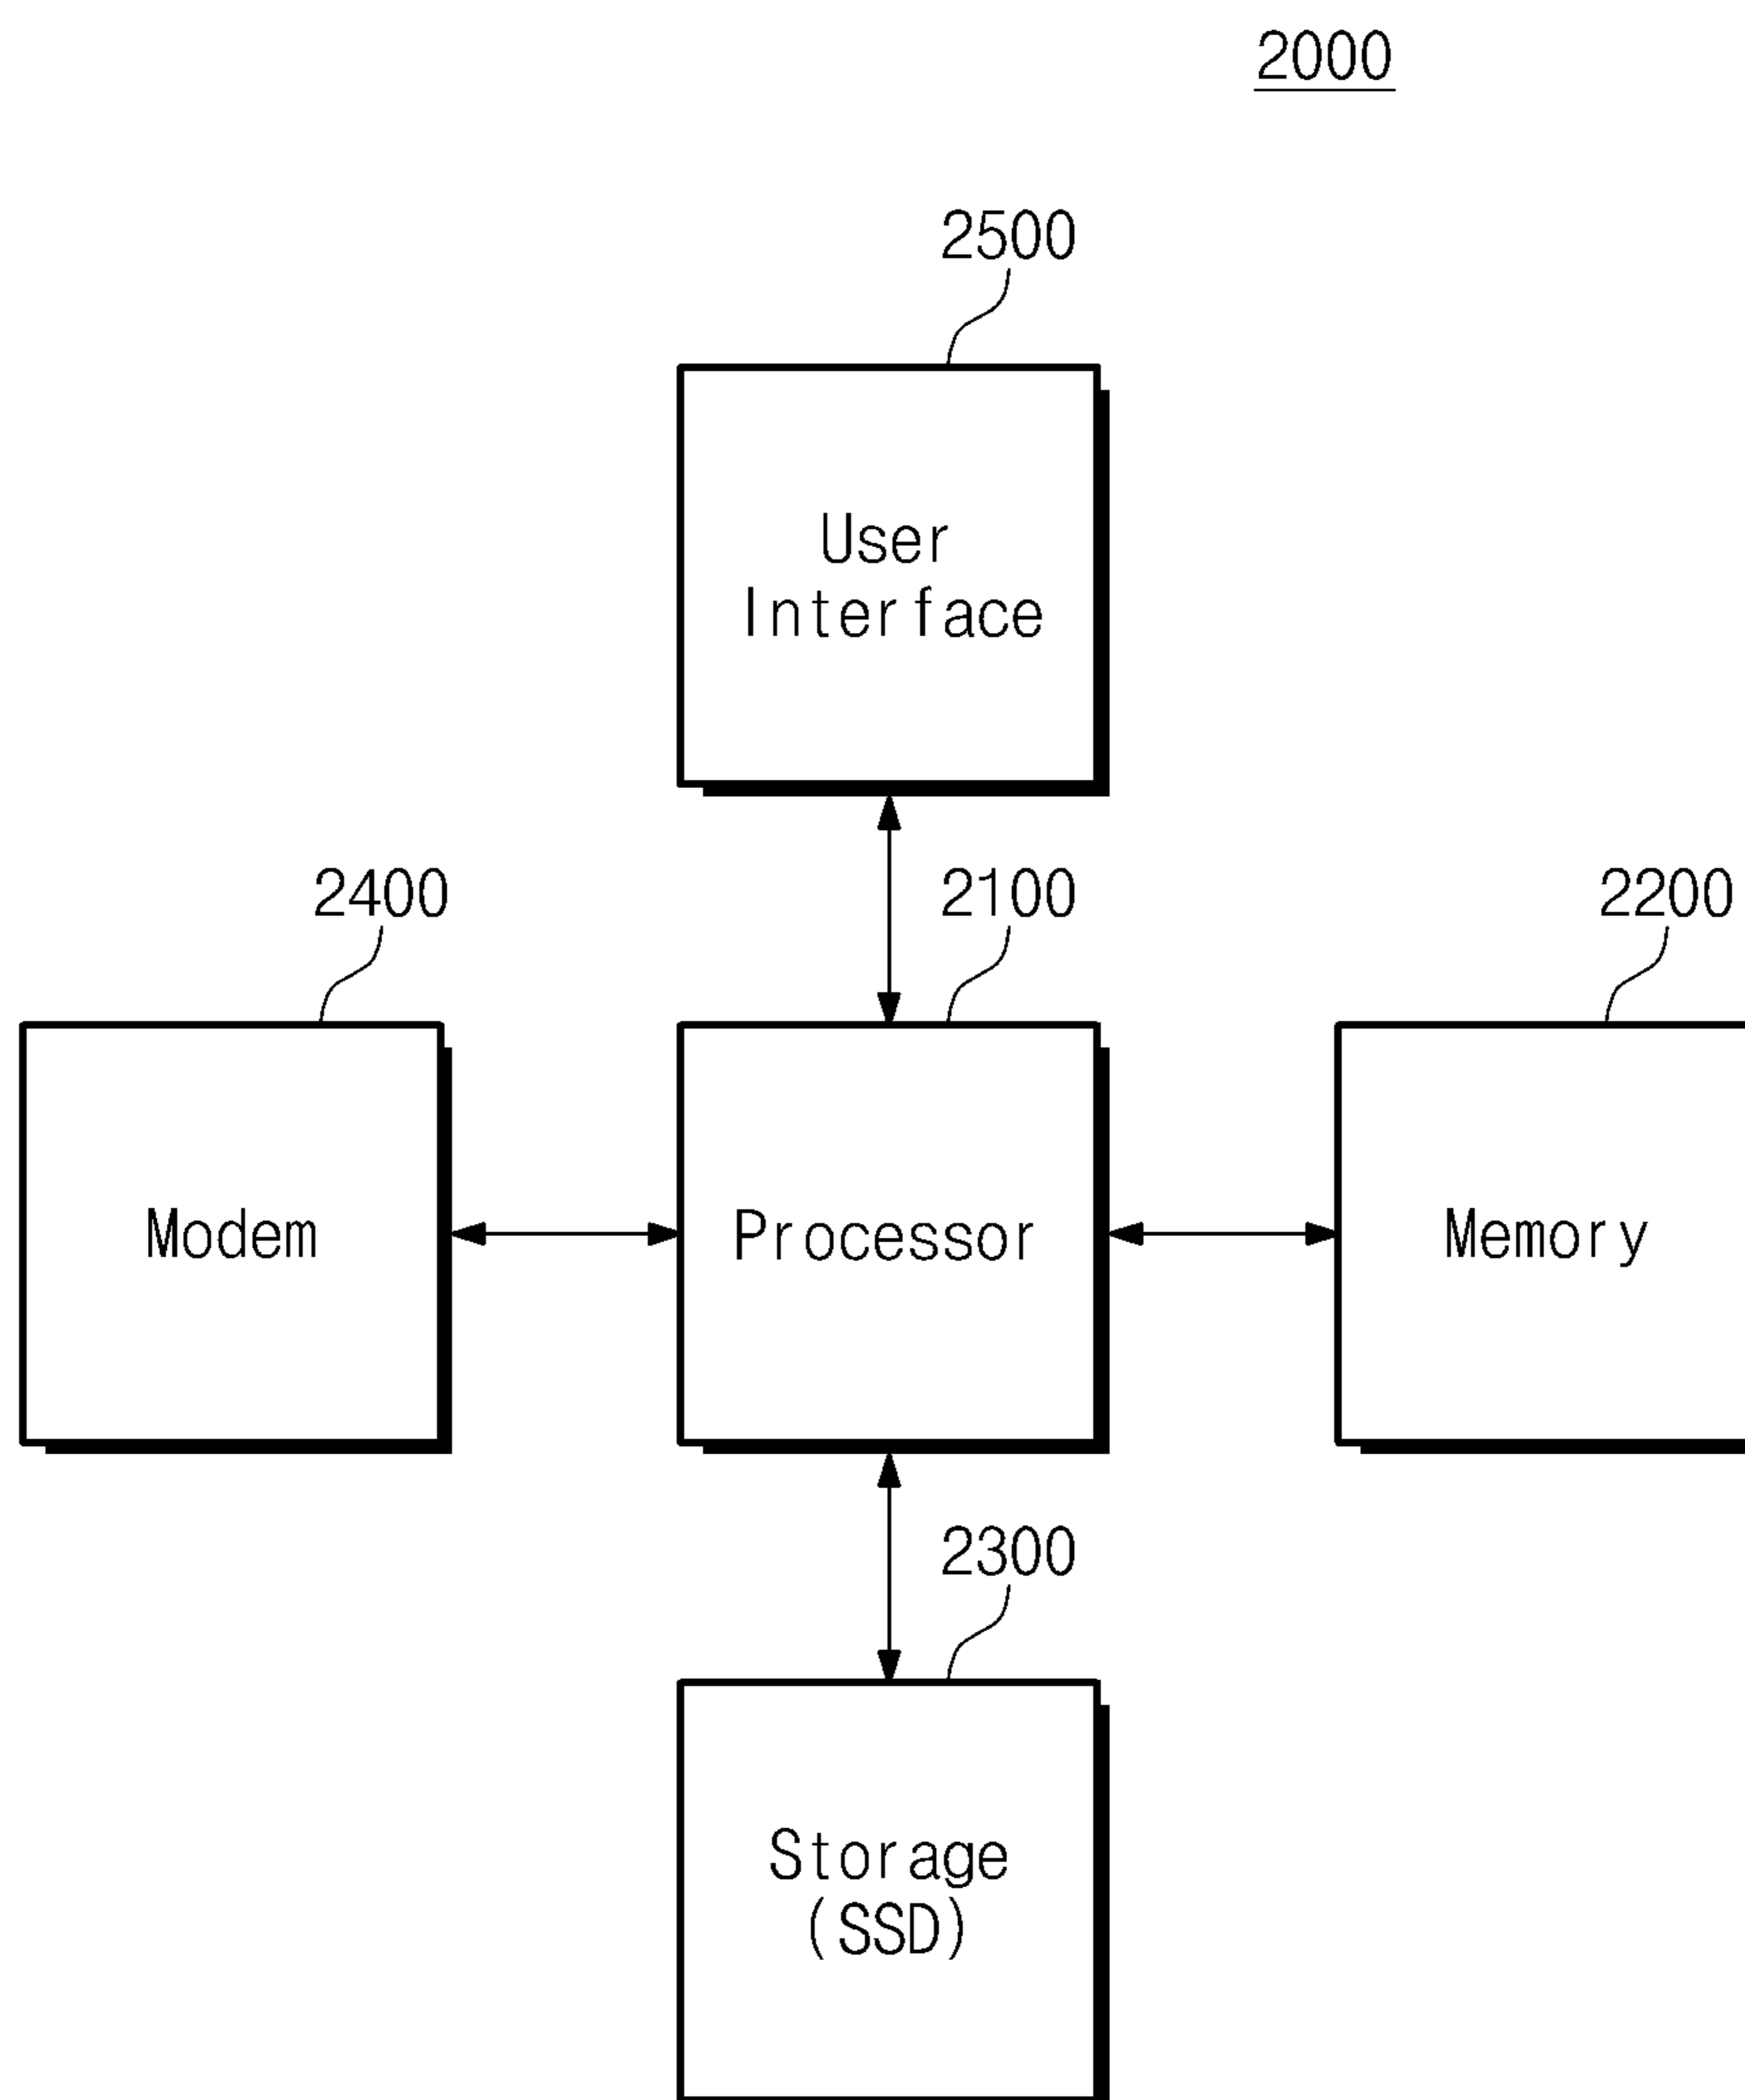 2000
2500
User
Interface
2400
2100
2200
Modem
Processor
Memory
2300
Storage
(SSD)